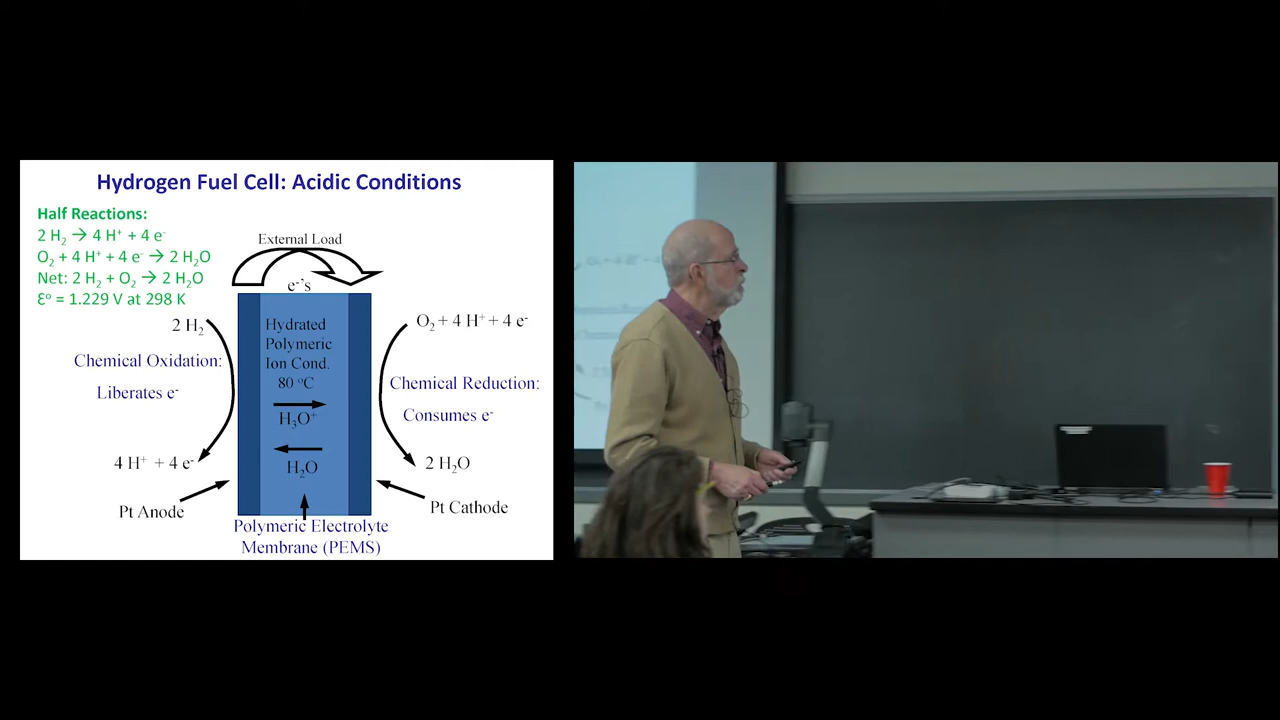 Hydrogen Fuel Cell: Acidic Conditions
Half Reactions:
2 H₂ → 4 H⁺ + 4 e⁻
O₂ + 4 H⁺ + 4 e⁻ → 2 H₂O
Net: 2 H₂ + O₂ → 2 H₂O
Ɛᵒ = 1.229 V at 298 K
External Load
e⁻'s
2 H₂
Chemical Oxidation:
Liberates e⁻
4 H⁺ + 4 e⁻
Pt Anode
Hydrated
Polymeric
Ion Cond.
80 ᵒC
H₃O⁺
H₂O
O₂ + 4 H⁺ + 4 e⁻
Chemical Reduction:
Consumes e⁻
2 H₂O
Pt Cathode
Polymeric Electrolyte
Membrane (PEMS)